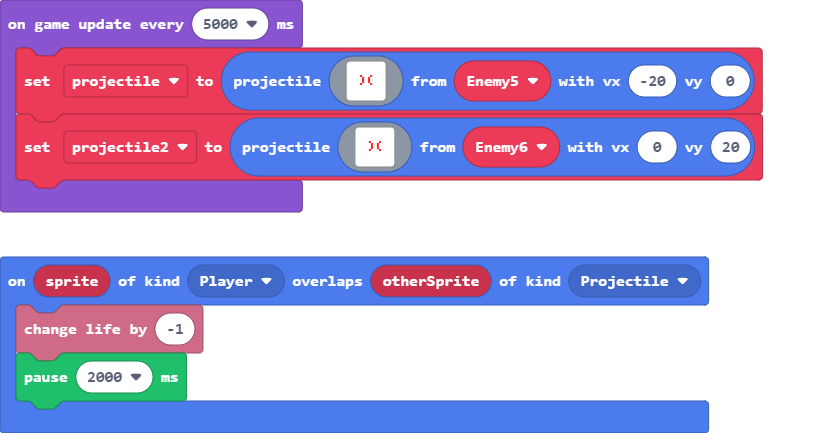 on game update every 5000 ms
set projectile to projectile from Enemy5 with vx -20 vy 0
set projectile2 to projectile from Enemy6 with vx 0 vy 20
on sprite of kind Player overlaps otherSprite of kind Projectile
change life by -1
pause 2000 ms